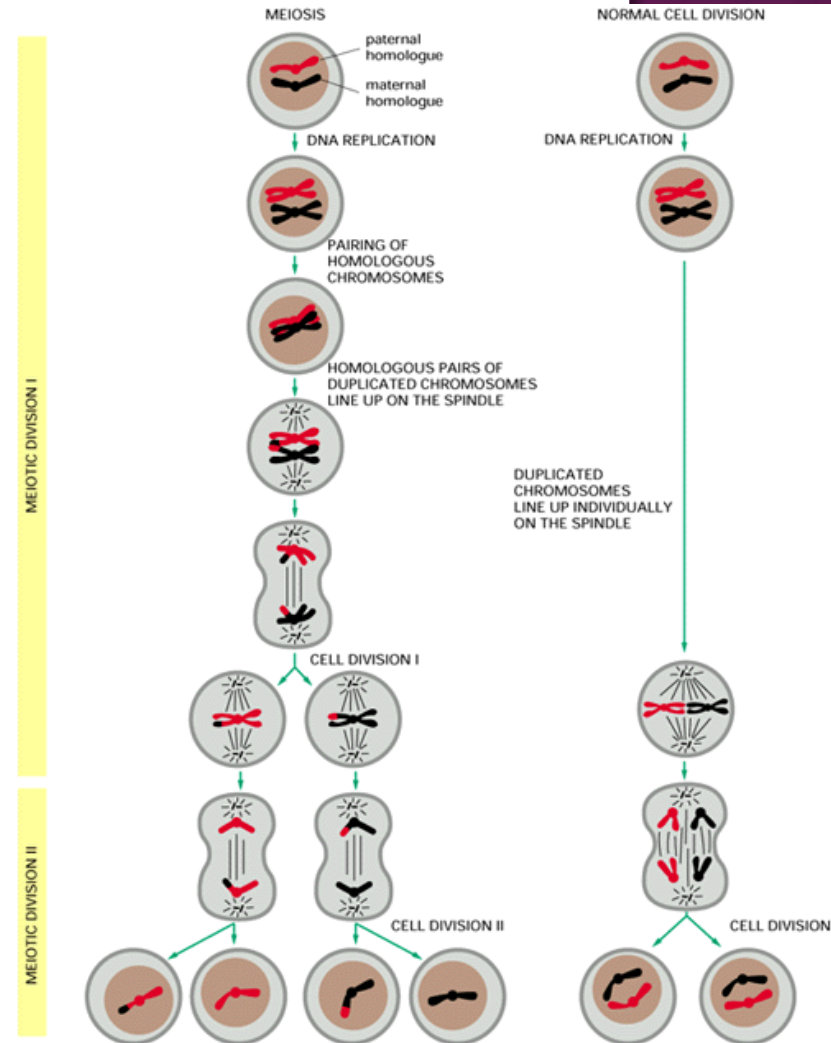 MEIOSIS
paternal
homologue
maternal
homologue
DNA REPLICATION
PAIRING OF
HOMOLOGOUS
CHROMOSOMES
HOMOLOGOUS PAIRS OF
DUPLICATED CHROMOSOMES
LINE UP ON THE SPINDLE
CELL DIVISION I
CELL DIVISION II
MEIOTIC DIVISION I
MEIOTIC DIVISION II
NORMAL CELL DIVISION
DNA REPLICATION
DUPLICATED
CHROMOSOMES
LINE UP INDIVIDUALLY
ON THE SPINDLE
CELL DIVISION